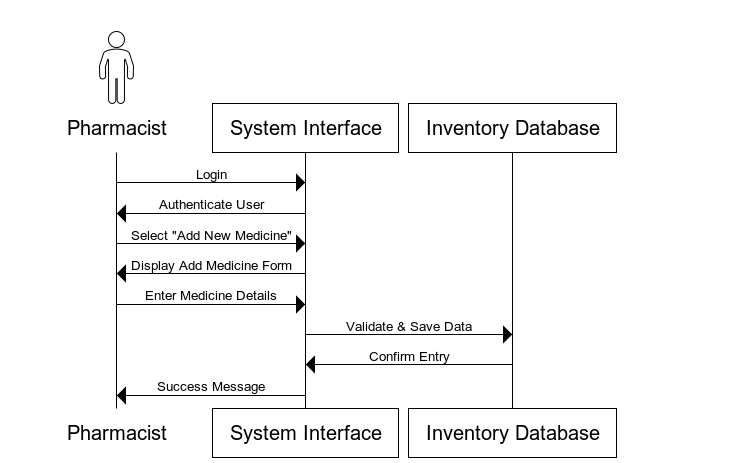 Pharmacist
System Interface
Inventory Database
Login
Authenticate User
Select "Add New Medicine"
Display Add Medicine Form
Enter Medicine Details
Validate & Save Data
Confirm Entry
Success Message
Pharmacist
System Interface
Inventory Database